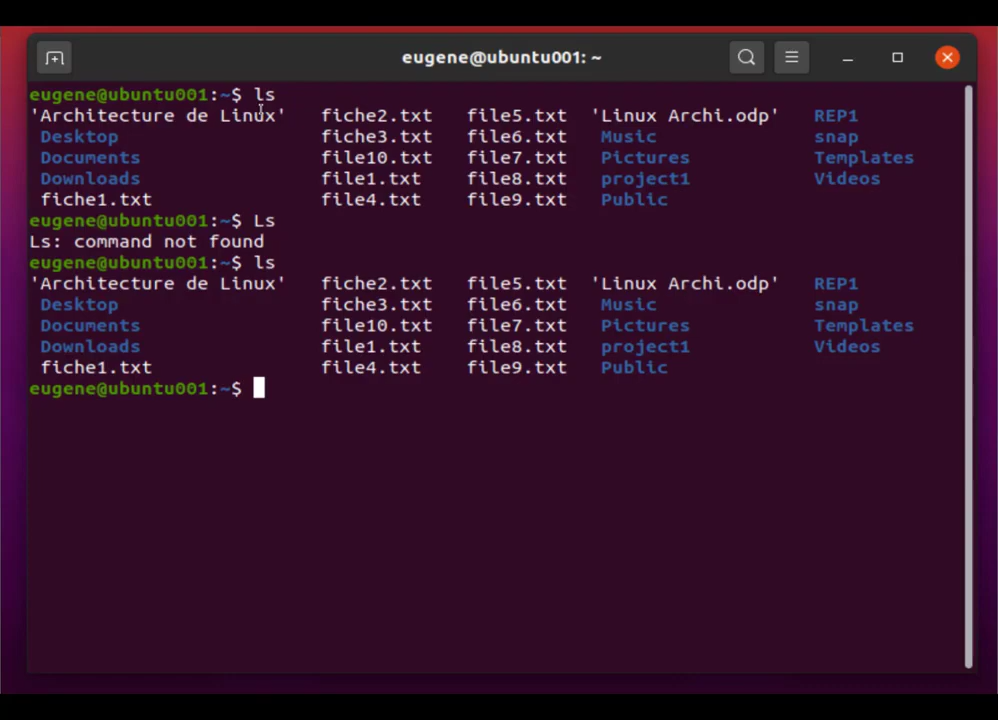 eugene@ubuntu001: ~
eugene@ubuntu001:~$ ls
'Architecture de Linux' fiche2.txt file5.txt 'Linux Archi.odp' REP1
Desktop fiche3.txt file6.txt Music snap
Documents file10.txt file7.txt Pictures Templates
Downloads file1.txt file8.txt project1 Videos
fiche1.txt file4.txt file9.txt Public
eugene@ubuntu001:~$ Ls
Ls: command not found
eugene@ubuntu001:~$ ls
'Architecture de Linux' fiche2.txt file5.txt 'Linux Archi.odp' REP1
Desktop fiche3.txt file6.txt Music snap
Documents file10.txt file7.txt Pictures Templates
Downloads file1.txt file8.txt project1 Videos
fiche1.txt file4.txt file9.txt Public
eugene@ubuntu001:~$